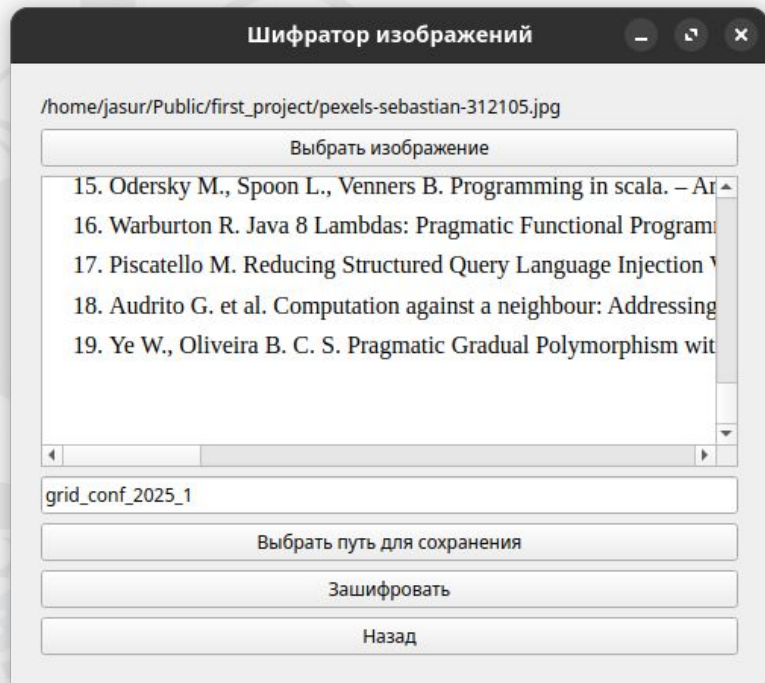 Шифратор изображений
/home/jasur/Public/first_project/pexels-sebastian-312105.jpg
Выбрать изображение
15. Odersky M., Spoon L., Venners B. Programming in scala. – Ar
16. Warburton R. Java 8 Lambdas: Pragmatic Functional Program
17. Piscatello M. Reducing Structured Query Language Injection
18. Audrito G. et al. Computation against a neighbour: Addressing
19. Ye W., Oliveira B. C. S. Pragmatic Gradual Polymorphism wit
grid_conf_2025_1
Выбрать путь для сохранения
Зашифровать
Назад